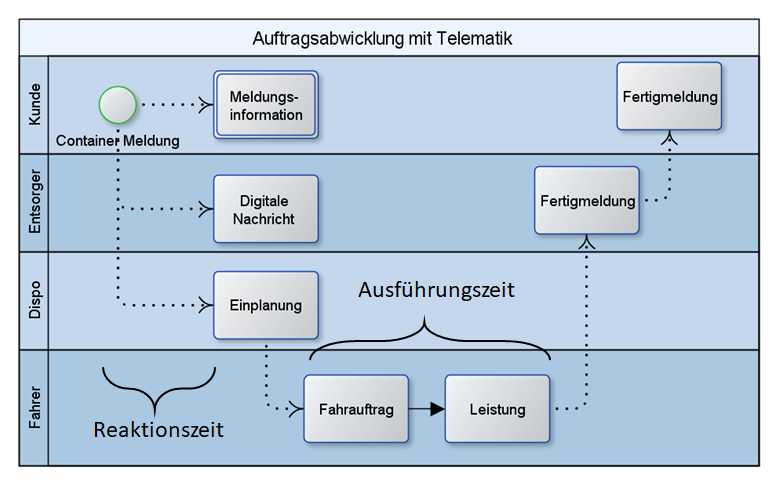 Auftragsabwicklung mit Telematik
Kunde
Container Meldung
Meldungs-
information
Fertigmeldung
Entsorger
Digitale
Nachricht
Fertigmeldung
Dispo
Einplanung
Ausführungszeit
Fahrer
Reaktionszeit
Fahrauftrag
Leistung